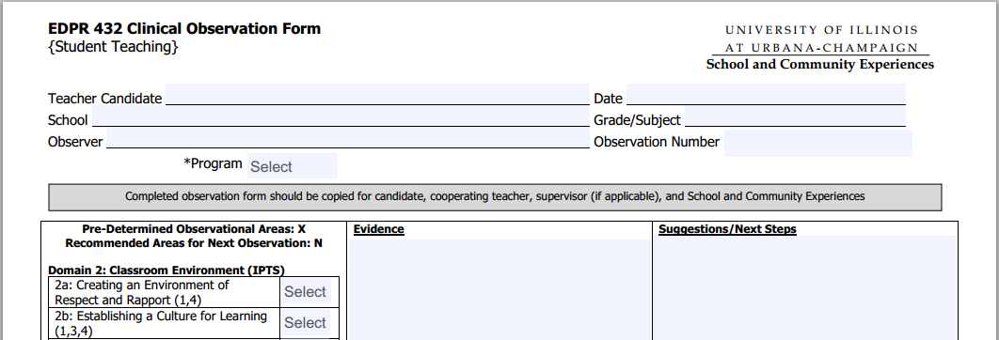 EDPR 432 Clinical Observation Form
{Student Teaching}
UNIVERSITY OF ILLINOIS
AT URBANA-CHAMPAIGN
School and Community Experiences
Teacher Candidate
Date
School
Grade/Subject
Observer
Observation Number
*Program Select
Completed observation form should be copied for candidate, cooperating teacher, supervisor (if applicable), and School and Community Experiences
Pre-Determined Observational Areas: X
Recommended Areas for Next Observation: N
Domain 2: Classroom Environment (IPTS)
2a: Creating an Environment of
Respect and Rapport (1,4)
Select
2b: Establishing a Culture for Learning
(1,3,4)
Select
Evidence
Suggestions/Next Steps